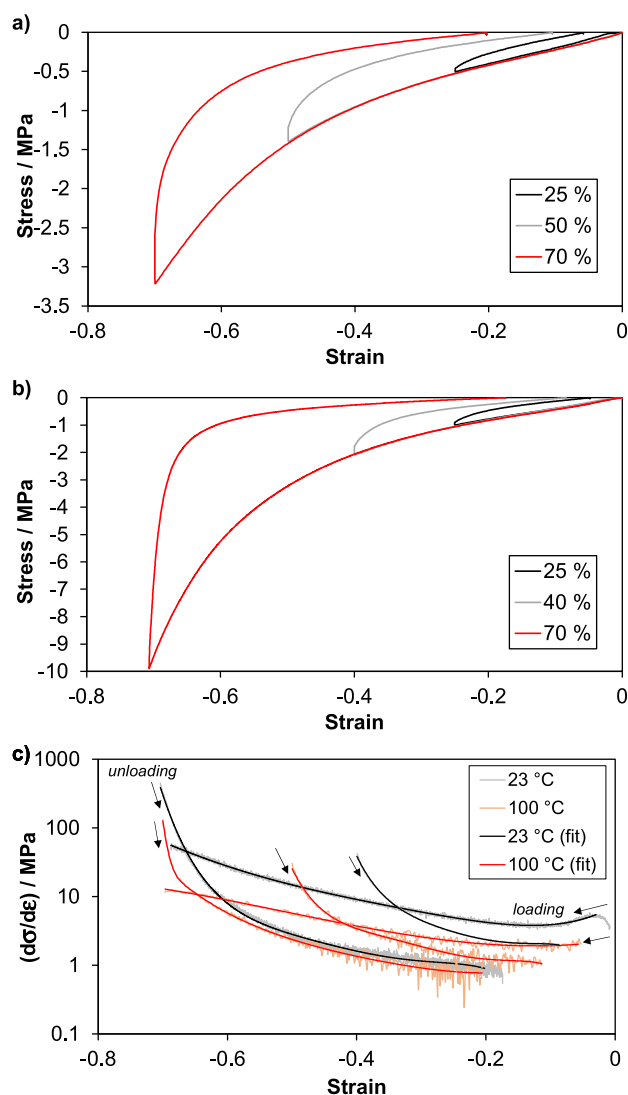 a)
0
-0.5
-1
-1.5
-2
-2.5
-3
-3.5
Stress / MPa
25 %
50 %
70 %
-0.8 -0.6 -0.4 -0.2 0
Strain
b)
0
-1
-2
-3
-4
-5
-6
-7
-8
-9
-10
Stress / MPa
25 %
40 %
70 %
-0.8 -0.6 -0.4 -0.2 0
Strain
c)
1000
100
10
1
0.1
(dσ/dε) / MPa
unloading
23 °C
100 °C
23 °C (fit)
100 °C (fit)
loading
-0.8 -0.6 -0.4 -0.2 0
Strain